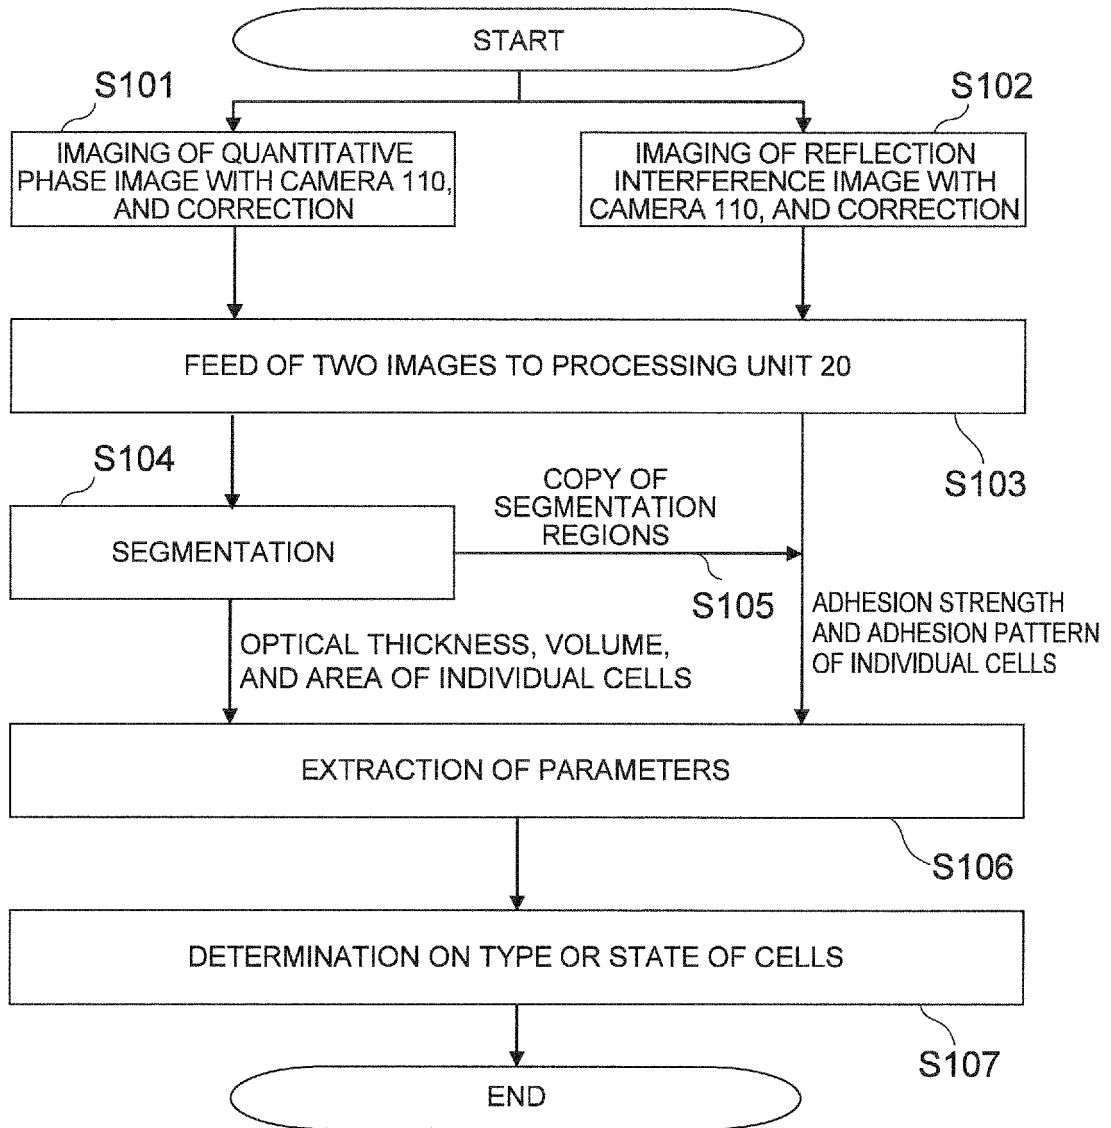 START
S101
S102
IMAGING OF QUANTITATIVE
PHASE IMAGE WITH CAMERA 110,
AND CORRECTION
IMAGING OF REFLECTION
INTERFERENCE IMAGE WITH
CAMERA 110, AND CORRECTION
FEED OF TWO IMAGES TO PROCESSING UNIT 20
S103
S104
SEGMENTATION
COPY OF
SEGMENTATION
REGIONS
S105
OPTICAL THICKNESS, VOLUME,
AND AREA OF INDIVIDUAL CELLS
ADHESION STRENGTH
AND ADHESION PATTERN
OF INDIVIDUAL CELLS
EXTRACTION OF PARAMETERS
S106
DETERMINATION ON TYPE OR STATE OF CELLS
S107
END